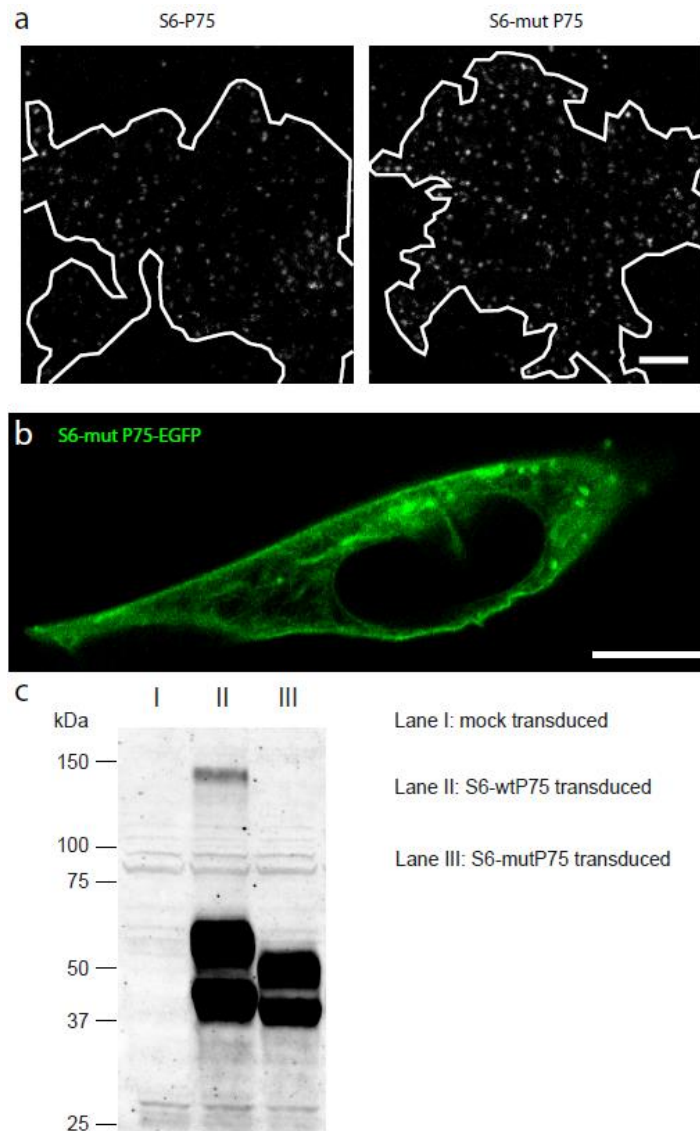 a
S6-P75 S6-mut P75
b S6-mut P75-EGFP
c
I II III
kDa
150
100
75
50
37
25
Lane I: mock transduced
Lane II: S6-wtP75 transduced
Lane III: S6-mutP75 transduced